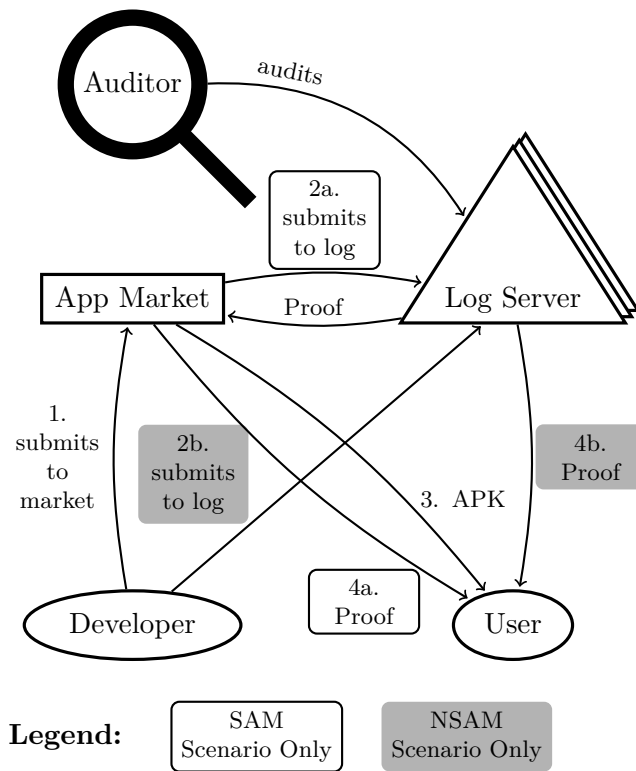 Auditor
audits
2a.
submits
to log
App Market
Proof
Log Server
1.
submits
to
market
2b.
submits
to log
4b.
Proof
3. APK
4a.
Proof
Developer
User
Legend:
SAM
Scenario Only
NSAM
Scenario Only